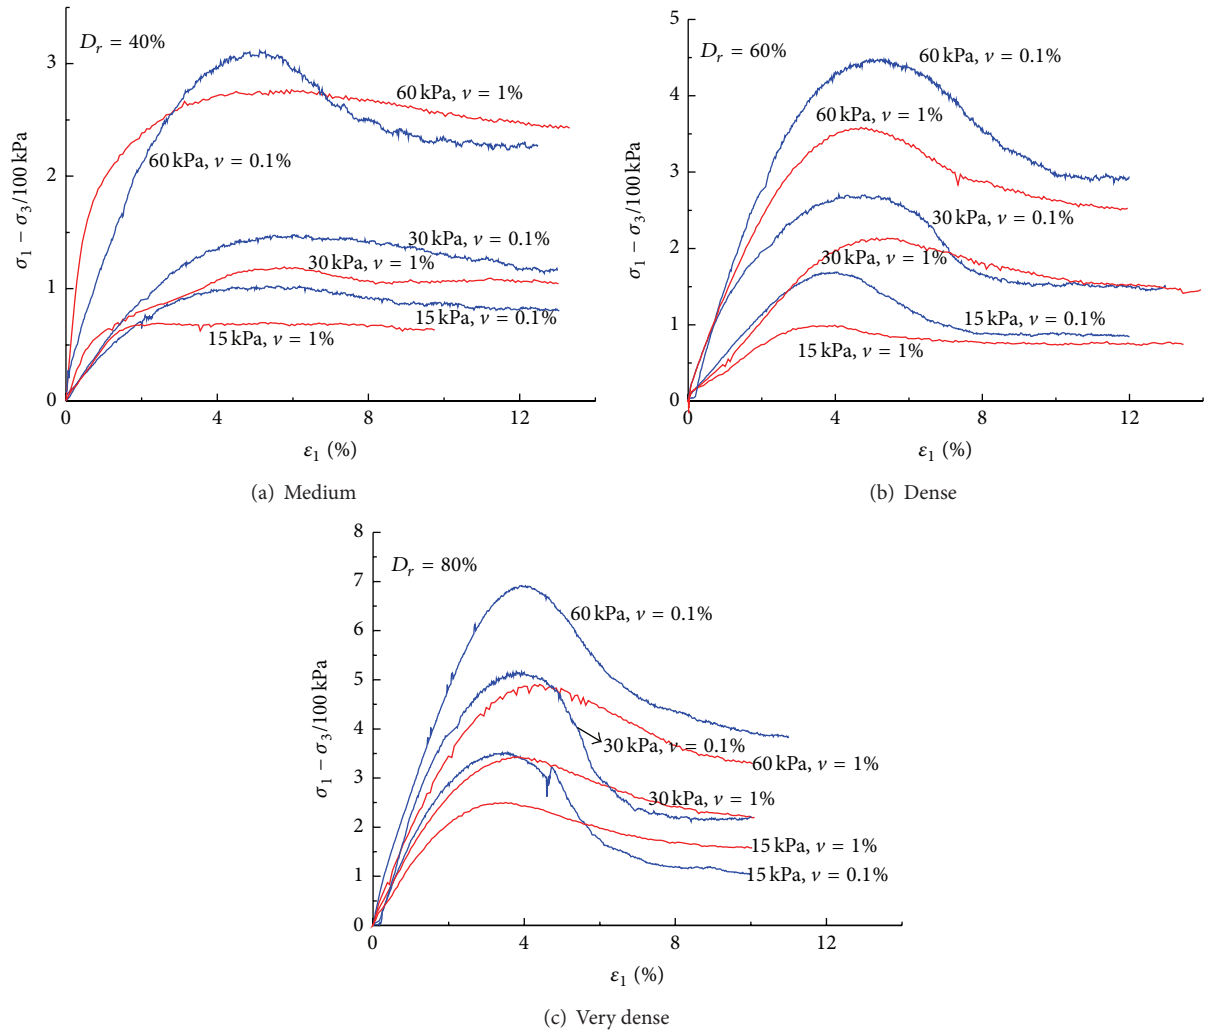 3
2
1
0
0
4
8
12
σ1 − σ3/100 kPa
ε1 (%)
Dr = 40%
60 kPa, ν = 1%
60 kPa, ν = 0.1%
30 kPa, ν = 0.1%
30 kPa, ν = 1%
15 kPa, ν = 0.1%
15 kPa, ν = 1%
(a) Medium
5
4
3
2
1
0
0
4
8
12
σ1 − σ3/100 kPa
ε1 (%)
Dr = 60%
60 kPa, ν = 0.1%
60 kPa, ν = 1%
30 kPa, ν = 0.1%
30 kPa, ν = 1%
15 kPa, ν = 0.1%
15 kPa, ν = 1%
(b) Dense
8
7
6
5
4
3
2
1
0
0
4
8
12
σ1 − σ3/100 kPa
ε1 (%)
Dr = 80%
60 kPa, ν = 0.1%
30 kPa, ν = 0.1%
60 kPa, ν = 1%
30 kPa, ν = 1%
15 kPa, ν = 1%
15 kPa, ν = 0.1%
(c) Very dense